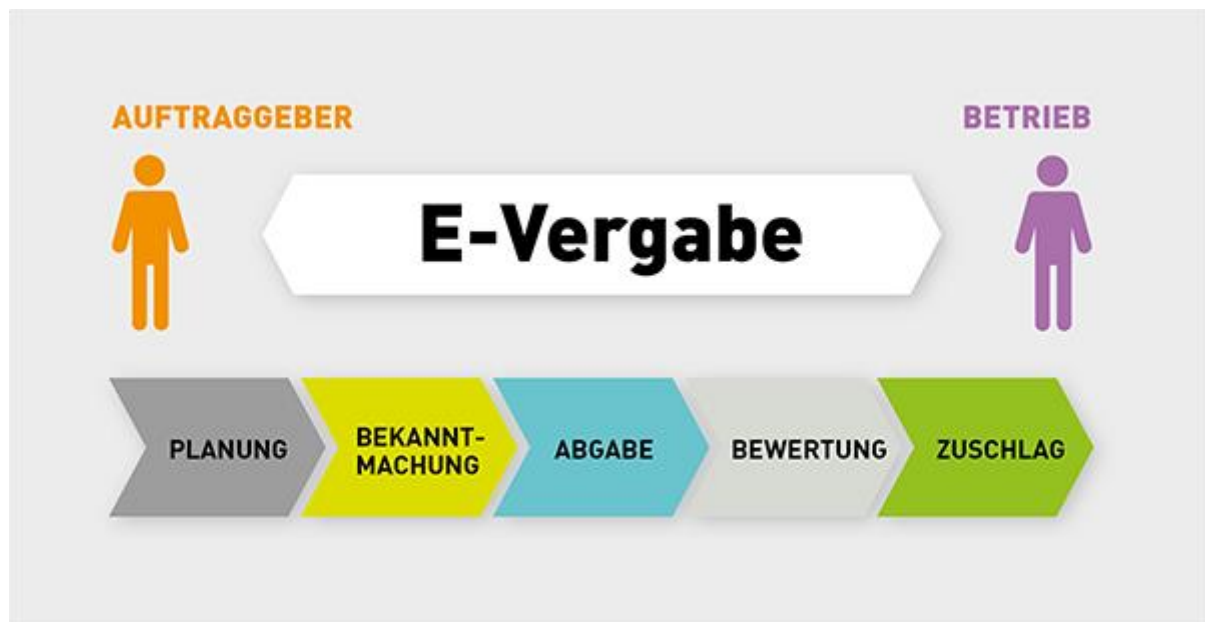 AUFTRAGGEBER
BETRIEB
E-Vergabe
PLANUNG
BEKANNT-
MACHUNG
ABGABE
BEWERTUNG
ZUSCHLAG